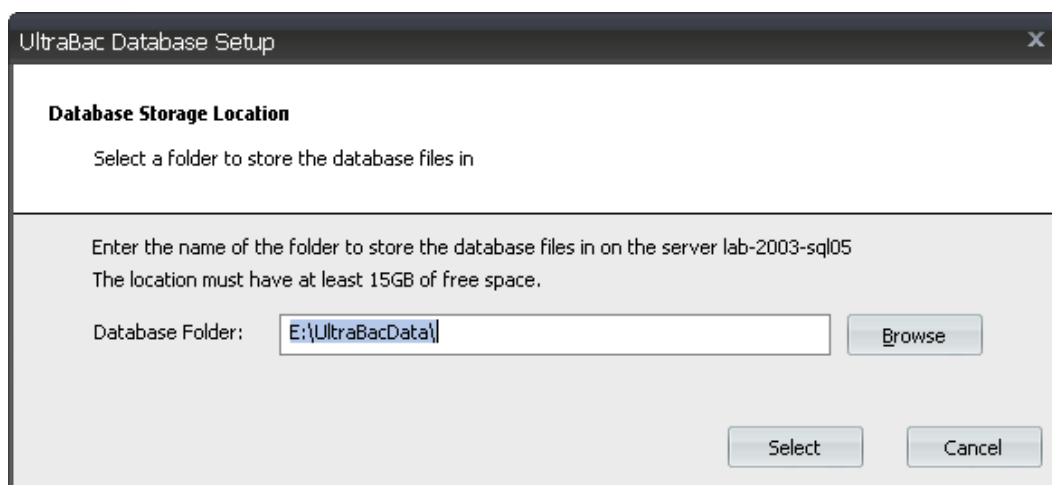 UltraBac Database Setup
x
Database Storage Location
Select a folder to store the database files in
Enter the name of the folder to store the database files in on the server lab-2003-sql05
The location must have at least 15GB of free space.
Database Folder: E:\UltraBacData\ Browse
Select Cancel